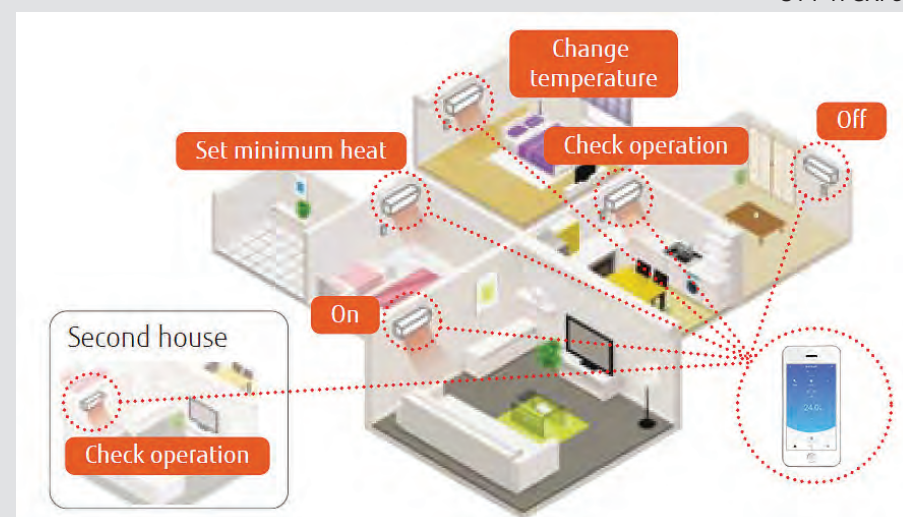 Change
temperature
Off
Check operation
Set minimum heat
On
Second house
Check operation